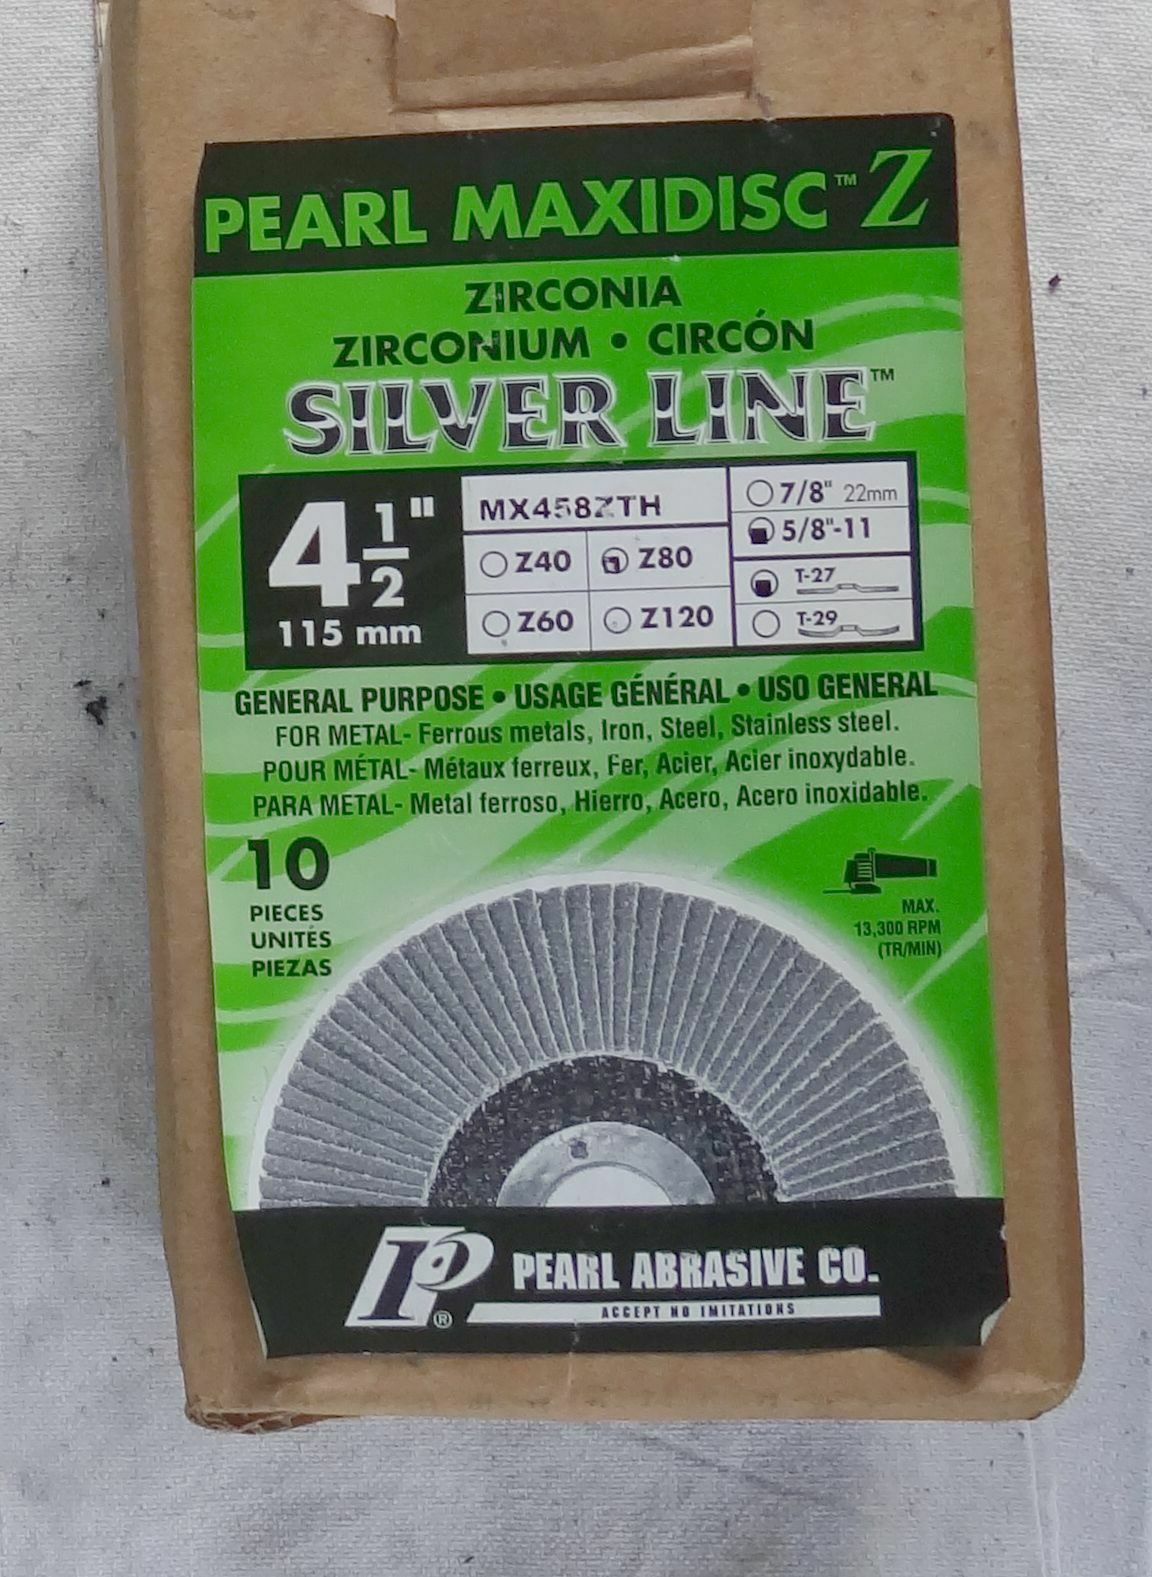 PEARL MAXIDISC™ Z
ZIRCONIA
ZIRCONIUM • CIRCÓN
SILVER LINE™
4 1/2"
115 mm
MX458ZTH
Z40
Z80
Z60
Z120
7/8" 22mm
5/8"-11
T-27
T-29
GENERAL PURPOSE • USAGE GÉNÉRAL • USO GENERAL
FOR METAL- Ferrous metals, Iron, Steel, Stainless steel.
POUR MÉTAL- Métaux ferreux, Fer, Acier, Acier inoxydable.
PARA METAL- Metal ferroso, Hierro, Acero, Acero inoxidable.
10
PIECES
UNITÉS
PIEZAS
MAX.
13,300 RPM
(TR/MIN)
P®
PEARL ABRASIVE CO.
ACCEPT NO IMITATIONS